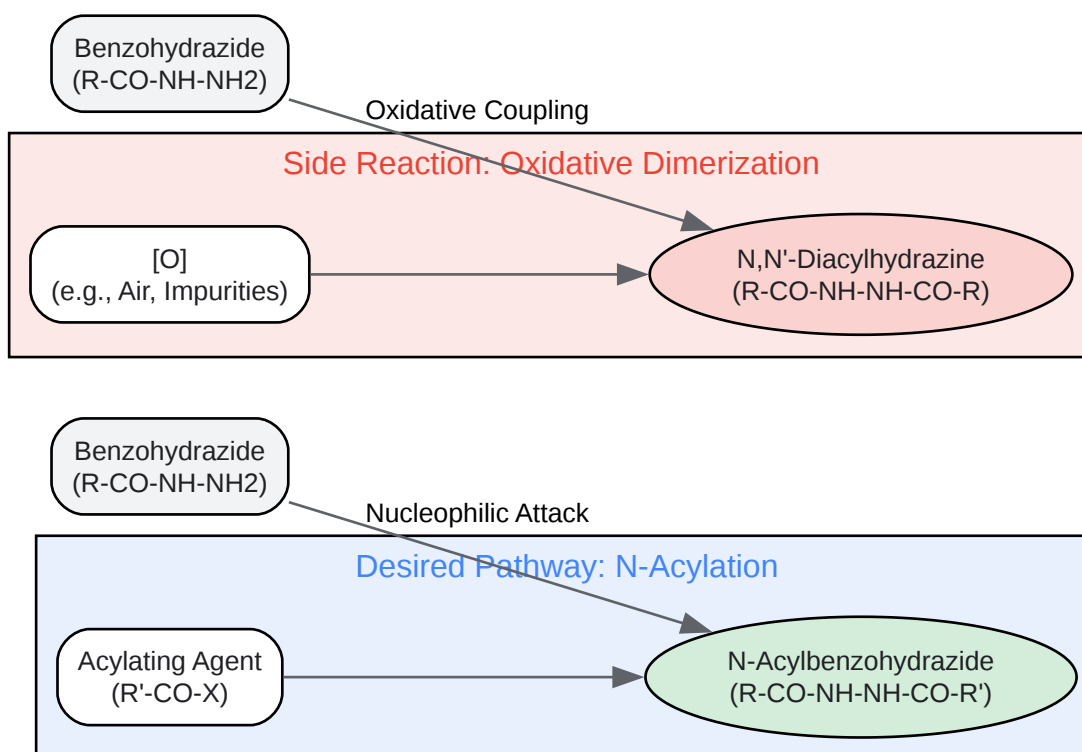 Benzohydrazide
(R-CO-NH-NH2)
Oxidative Coupling
Side Reaction: Oxidative Dimerization
[O]
(e.g., Air, Impurities)
N,N'-Diacylhydrazine
(R-CO-NH-NH-CO-R)
Benzohydrazide
(R-CO-NH-NH2)
Nucleophilic Attack
Desired Pathway: N-Acylation
Acylating Agent
(R'-CO-X)
N-Acylbenzohydrazide
(R-CO-NH-NH-CO-R')